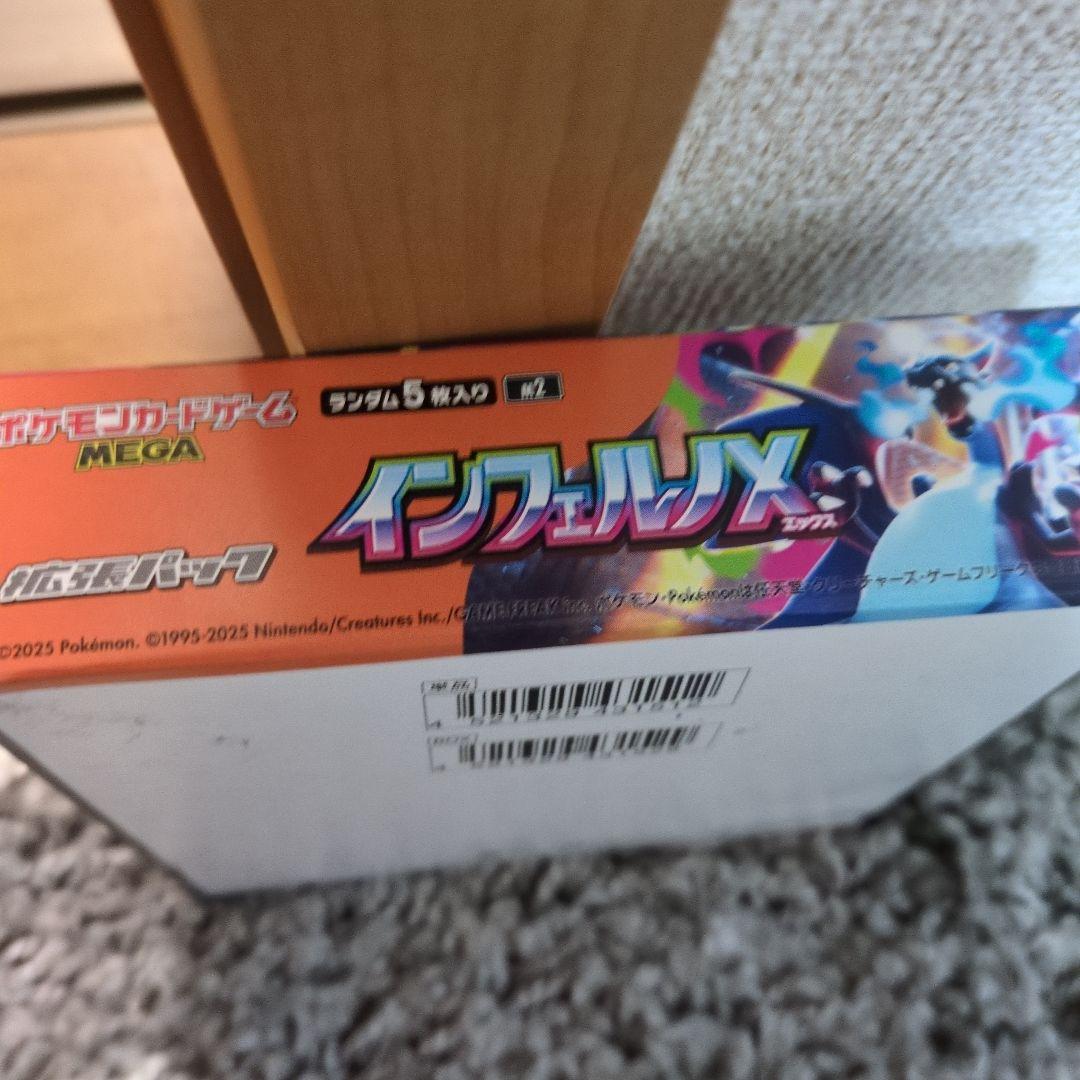 ポケモンカードゲーム
MEGA
ランダム5枚入り
M2
インフェルノX
エックス
拡張パック
©2025 Pokémon. ©1995-2025 Nintendo/Creatures Inc./GAME FREAK inc. ポケモン・Pokémonは任天堂・クリーチャーズ・ゲームフリーク
BOX